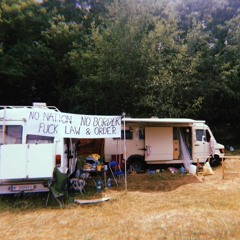 NO NATION NO BORDER
FUCK LAW & ORDER